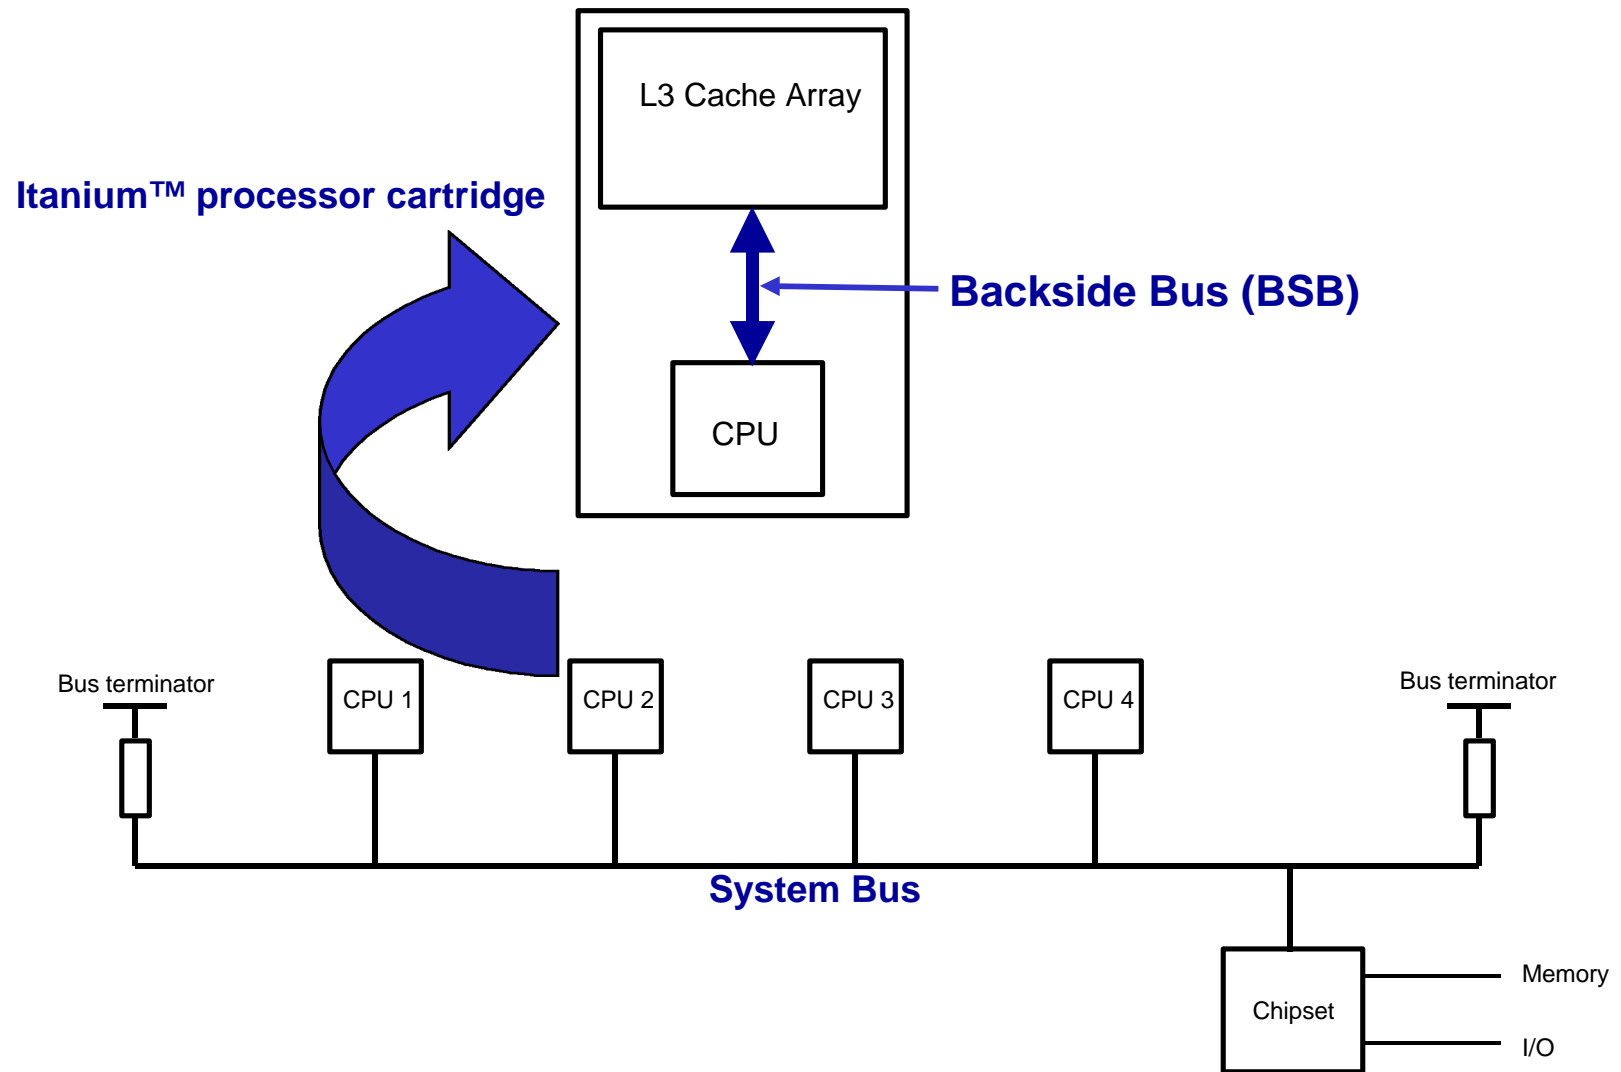 L3 Cache Array
Itanium™ processor cartridge
Backside Bus (BSB)
CPU
Bus terminator
CPU 1
CPU 2
CPU 3
CPU 4
Bus terminator
System Bus
Chipset
Memory
I/O